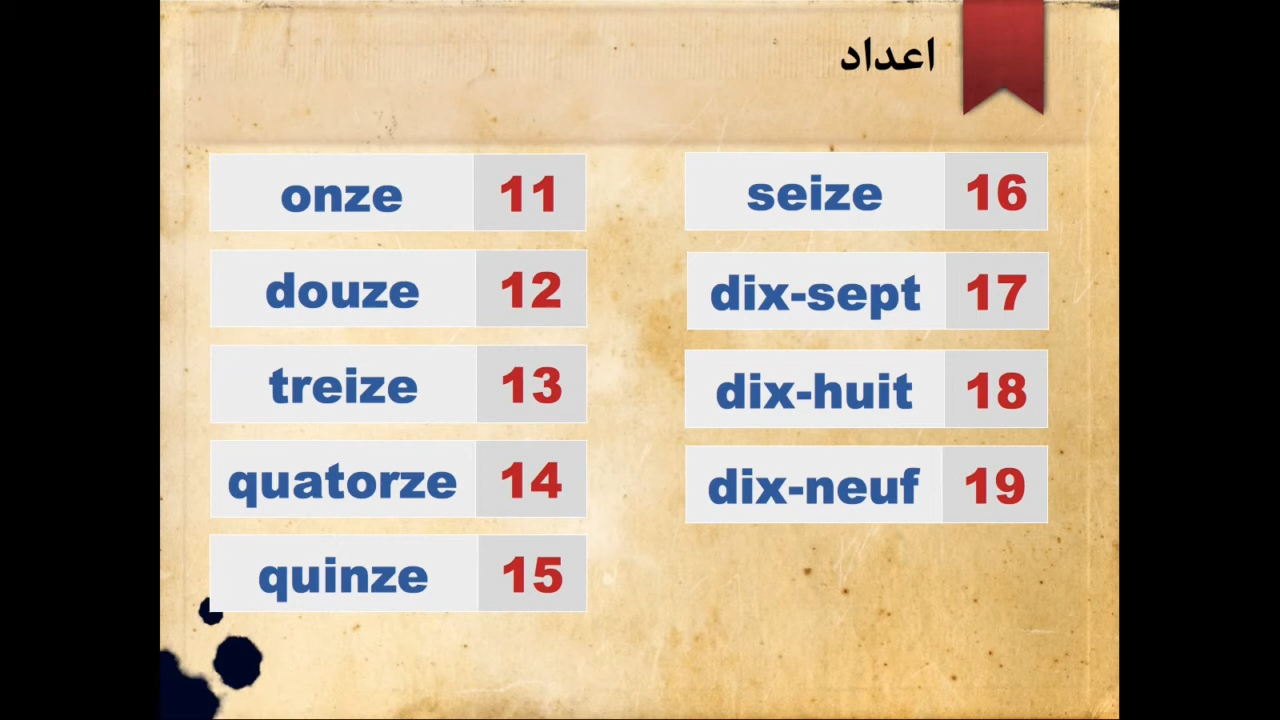 اعداد
onze 11
douze 12
treize 13
quatorze 14
quinze 15
seize 16
dix-sept 17
dix-huit 18
dix-neuf 19